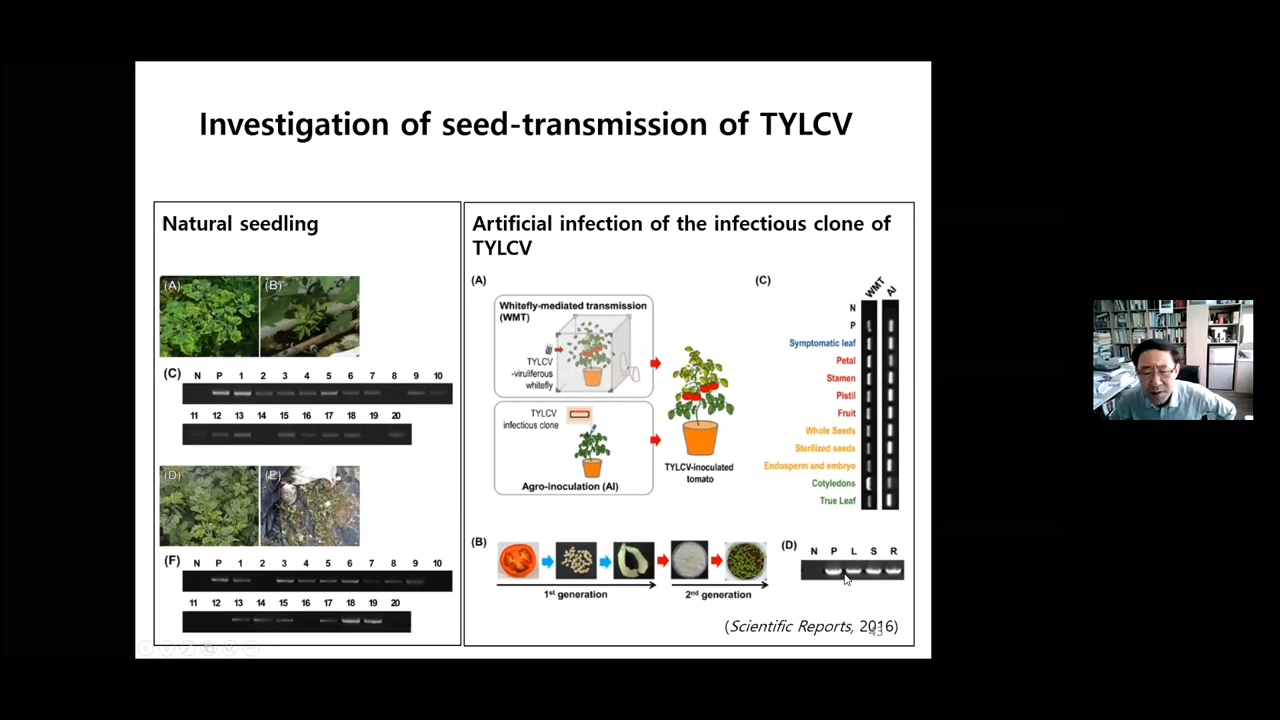 Investigation of seed-transmission of TYLCV
Natural seedling
(A)
(B)
(C)
N P 1 2 3 4 5 6 7 8 9 10
11 12 13 14 15 16 17 18 19 20
(D)
(E)
(F)
N P 1 2 3 4 5 6 7 8 9 10
11 12 13 14 15 16 17 18 19 20
Artificial infection of the infectious clone of
TYLCV
(A)
Whitefly-mediated transmission
(WMT)
TYLCV
-viruliferous
whitefly
TYLCV
infectious clone
Agro-inoculation (AI)
TYLCV-inoculated
tomato
(C)
WMT AI
N
P
Symptomatic leaf
Petal
Stamen
Pistil
Fruit
Whole Seeds
Sterilized seeds
Endosperm and embryo
Cotyledons
True Leaf
(B)
1st generation
2nd generation
(D)
N P L S R
(Scientific Reports, 2016)
43